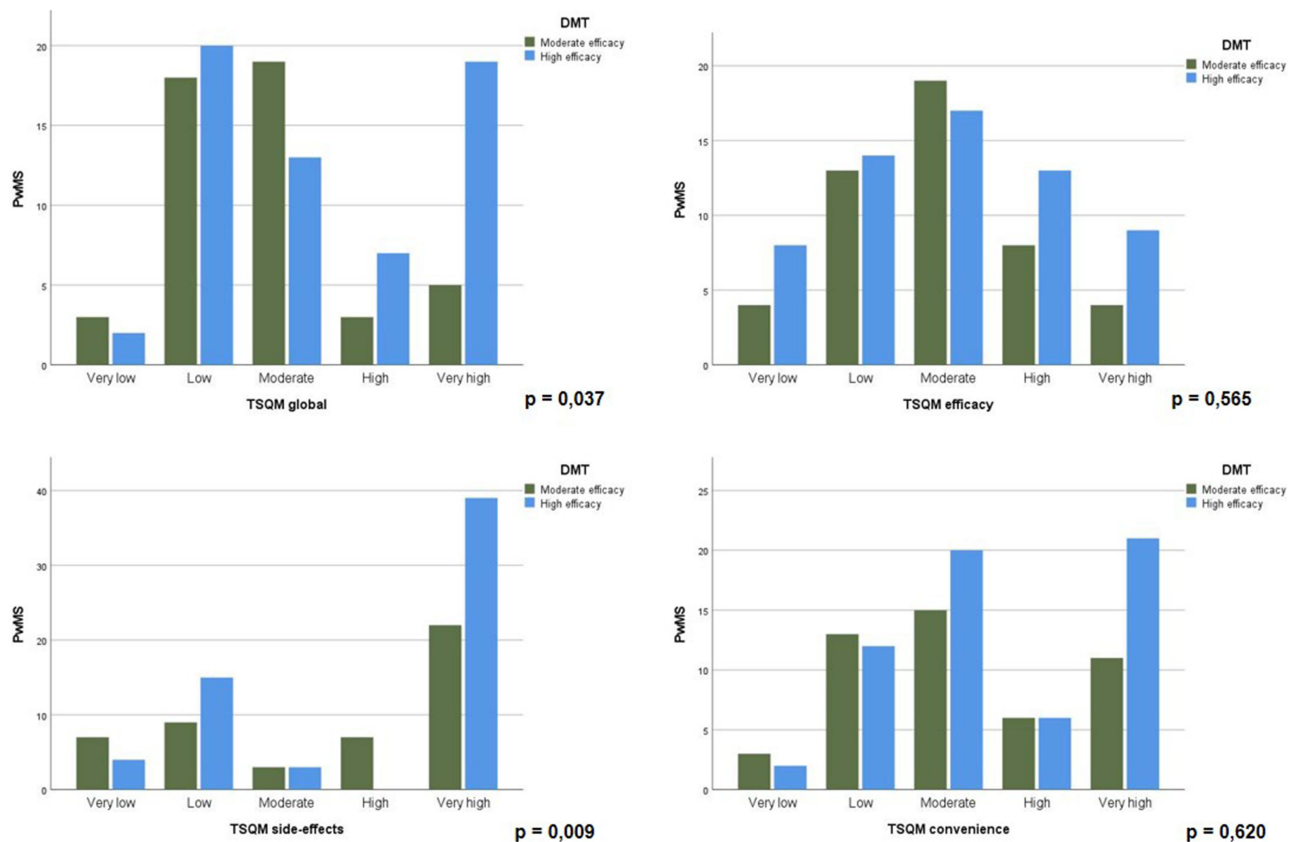 DMT
Moderate efficacy
High efficacy
20
15
10
5
0
PwMS
Very low Low Moderate High Very high
TSQM global
p = 0,037
DMT
Moderate efficacy
High efficacy
20
15
10
5
0
PwMS
Very low Low Moderate High Very high
TSQM efficacy
p = 0,565
DMT
Moderate efficacy
High efficacy
40
30
20
10
0
PwMS
Very low Low Moderate High Very high
TSQM side-effects
p = 0,009
DMT
Moderate efficacy
High efficacy
25
20
15
10
5
0
PwMS
Very low Low Moderate High Very high
TSQM convenience
p = 0,620